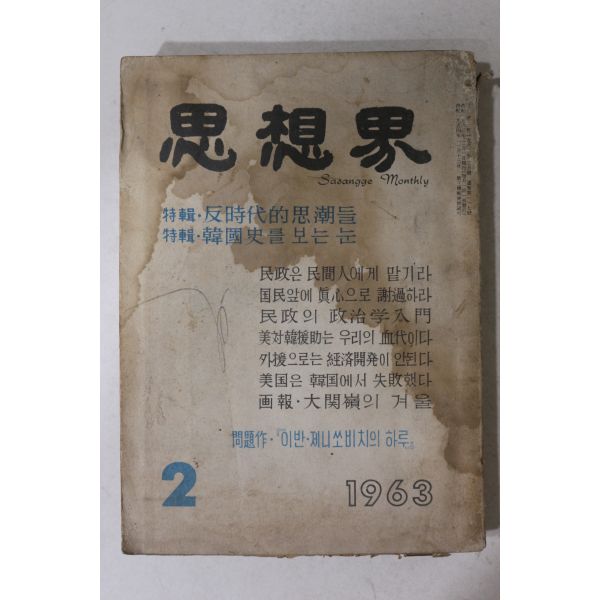 思想界
Sasangge Monthly
特輯·反時代的思潮들
特輯·韓國史를 보는 눈
民政은 民間人에게 맡기라
国民앞에 眞心으로 謝過하라
民政의 政治学入門
美対韓援助는 우리의 血代이다
外援으로는 経済開発이 안된다
美国은 韓国에서 失敗했다
画報·大関嶺의 겨울
問題作·『이반·제니쏘비치의 하루』
2
1963